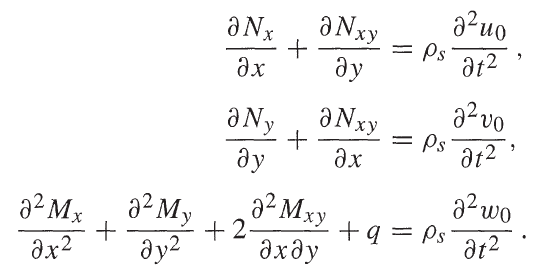 ∂N_x/∂x + ∂N_xy/∂y = ρ_s ∂²u_0/∂t² ,
∂N_y/∂y + ∂N_xy/∂x = ρ_s ∂²v_0/∂t² ,
∂²M_x/∂x² + ∂²M_y/∂y² + 2 ∂²M_xy/∂x∂y + q = ρ_s ∂²w_0/∂t² .